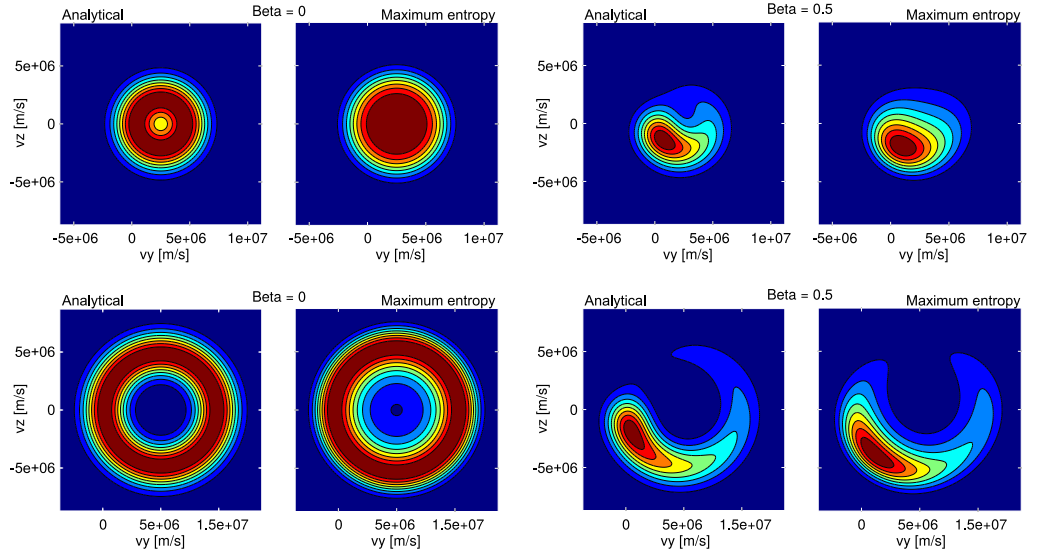 Analytical Beta = 0 Maximum entropy
vz [m/s]
5e+06
0
-5e+06
-5e+06 0 5e+06 1e+07
vy [m/s]
-5e+06 0 5e+06 1e+07
vy [m/s]
Analytical Beta = 0.5 Maximum entropy
vz [m/s]
5e+06
0
-5e+06
-5e+06 0 5e+06 1e+07
vy [m/s]
-5e+06 0 5e+06 1e+07
vy [m/s]
Analytical Beta = 0 Maximum entropy
vz [m/s]
5e+06
0
-5e+06
0 5e+06 1.5e+07
vy [m/s]
0 5e+06 1.5e+07
vy [m/s]
Analytical Beta = 0.5 Maximum entropy
vz [m/s]
5e+06
0
-5e+06
0 5e+06 1.5e+07
vy [m/s]
0 5e+06 1.5e+07
vy [m/s]